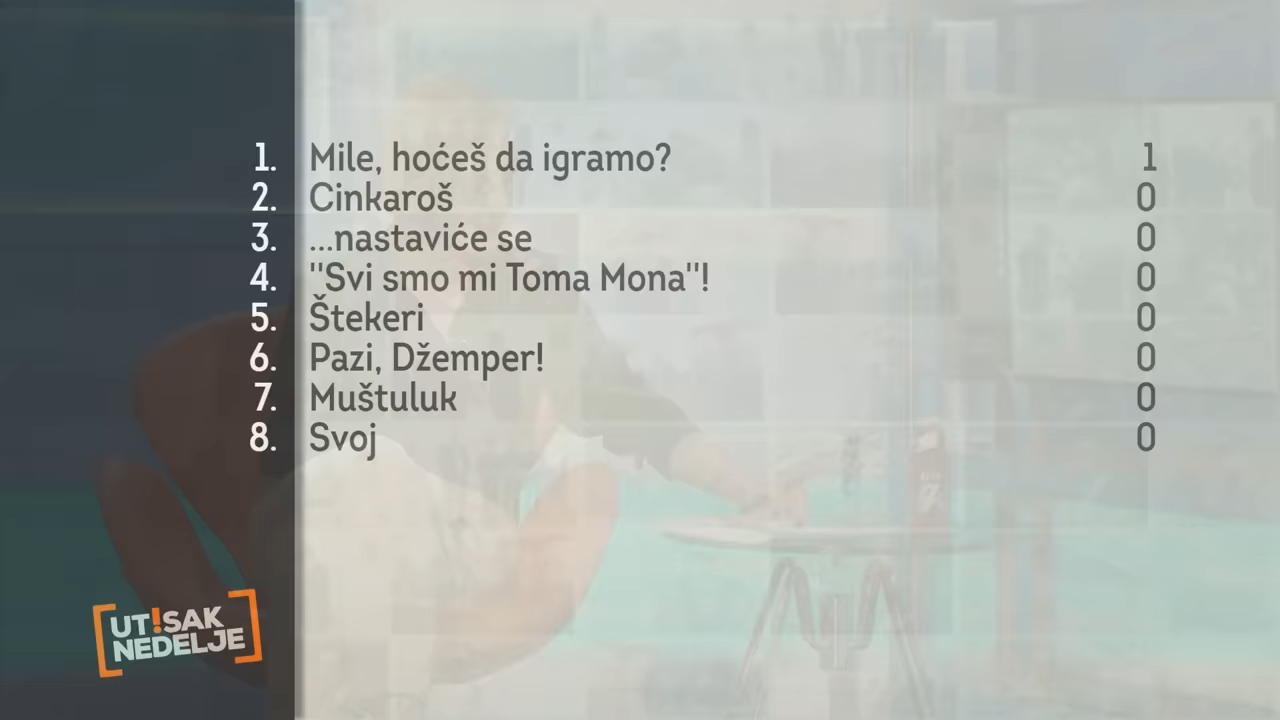 1. Mile, hoćeš da igramo? 1
2. Cinkaroš 0
3. ...nastaviće se 0
4. "Svi smo mi Toma Mona"! 0
5. Štekeri 0
6. Pazi, Džemper! 0
7. Muštuluk 0
8. Svoj 0
UT!SAK
NEDELJE